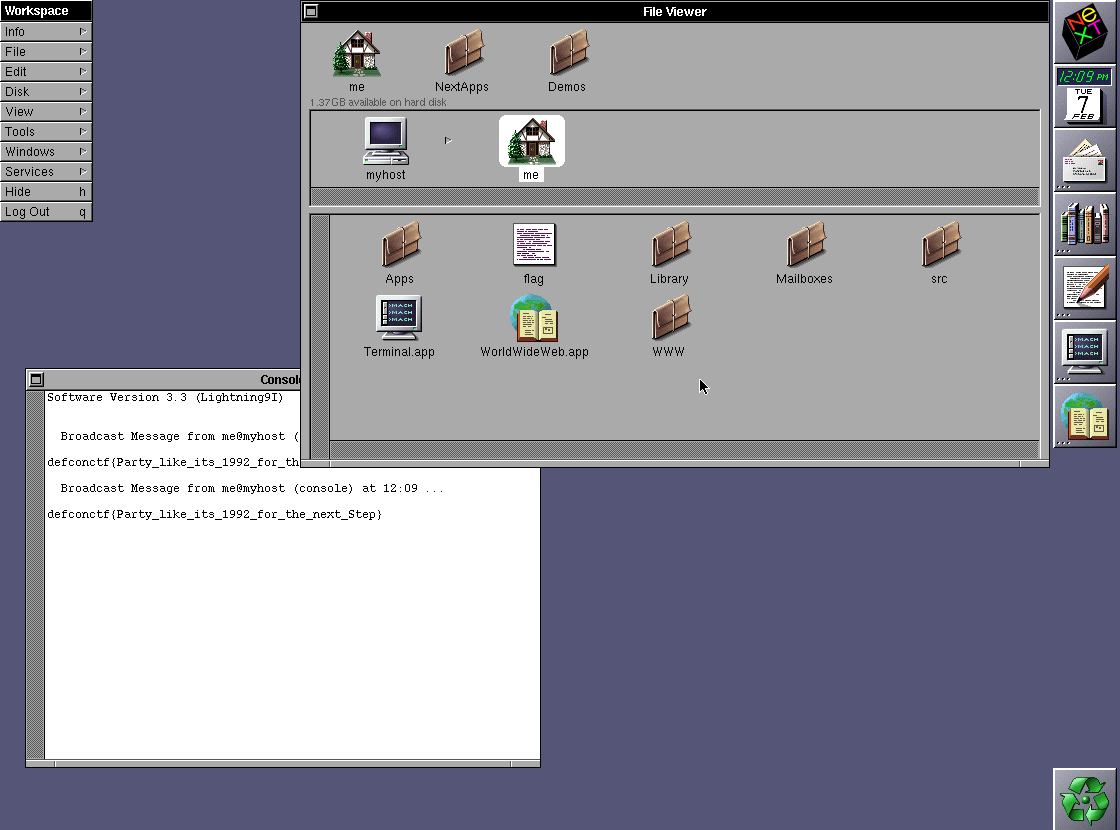 Workspace
Info
File
Edit
Disk
View
Tools
Windows
Services
Hide h
Log Out q
File Viewer
me NextApps Demos
1.37GB available on hard disk
myhost me
Apps flag Library Mailboxes src
Terminal.app WorldWideWeb.app WWW
Consol
Software Version 3.3 (Lightning9I)
Broadcast Message from me@myhost (
defconctf{Party_like_its_1992_for_th
Broadcast Message from me@myhost (console) at 12:09 ...
defconctf{Party_like_its_1992_for_the_next_Step}
NeXT
12:09 PM
TUE
7
FEB
MACH
MACH
MACH